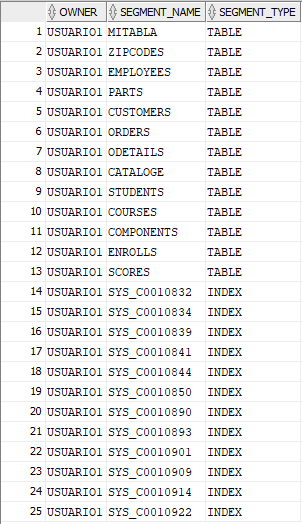 OWNER SEGMENT_NAME SEGMENT_TYPE
1 USUARIO1 MITABLA TABLE
2 USUARIO1 ZIPCODES TABLE
3 USUARIO1 EMPLOYEES TABLE
4 USUARIO1 PARTS TABLE
5 USUARIO1 CUSTOMERS TABLE
6 USUARIO1 ORDERS TABLE
7 USUARIO1 ODETAILS TABLE
8 USUARIO1 CATALOGE TABLE
9 USUARIO1 STUDENTS TABLE
10 USUARIO1 COURSES TABLE
11 USUARIO1 COMPONENTS TABLE
12 USUARIO1 ENROLLS TABLE
13 USUARIO1 SCORES TABLE
14 USUARIO1 SYS_C0010832 INDEX
15 USUARIO1 SYS_C0010834 INDEX
16 USUARIO1 SYS_C0010839 INDEX
17 USUARIO1 SYS_C0010841 INDEX
18 USUARIO1 SYS_C0010844 INDEX
19 USUARIO1 SYS_C0010850 INDEX
20 USUARIO1 SYS_C0010890 INDEX
21 USUARIO1 SYS_C0010893 INDEX
22 USUARIO1 SYS_C0010901 INDEX
23 USUARIO1 SYS_C0010909 INDEX
24 USUARIO1 SYS_C0010914 INDEX
25 USUARIO1 SYS_C0010922 INDEX